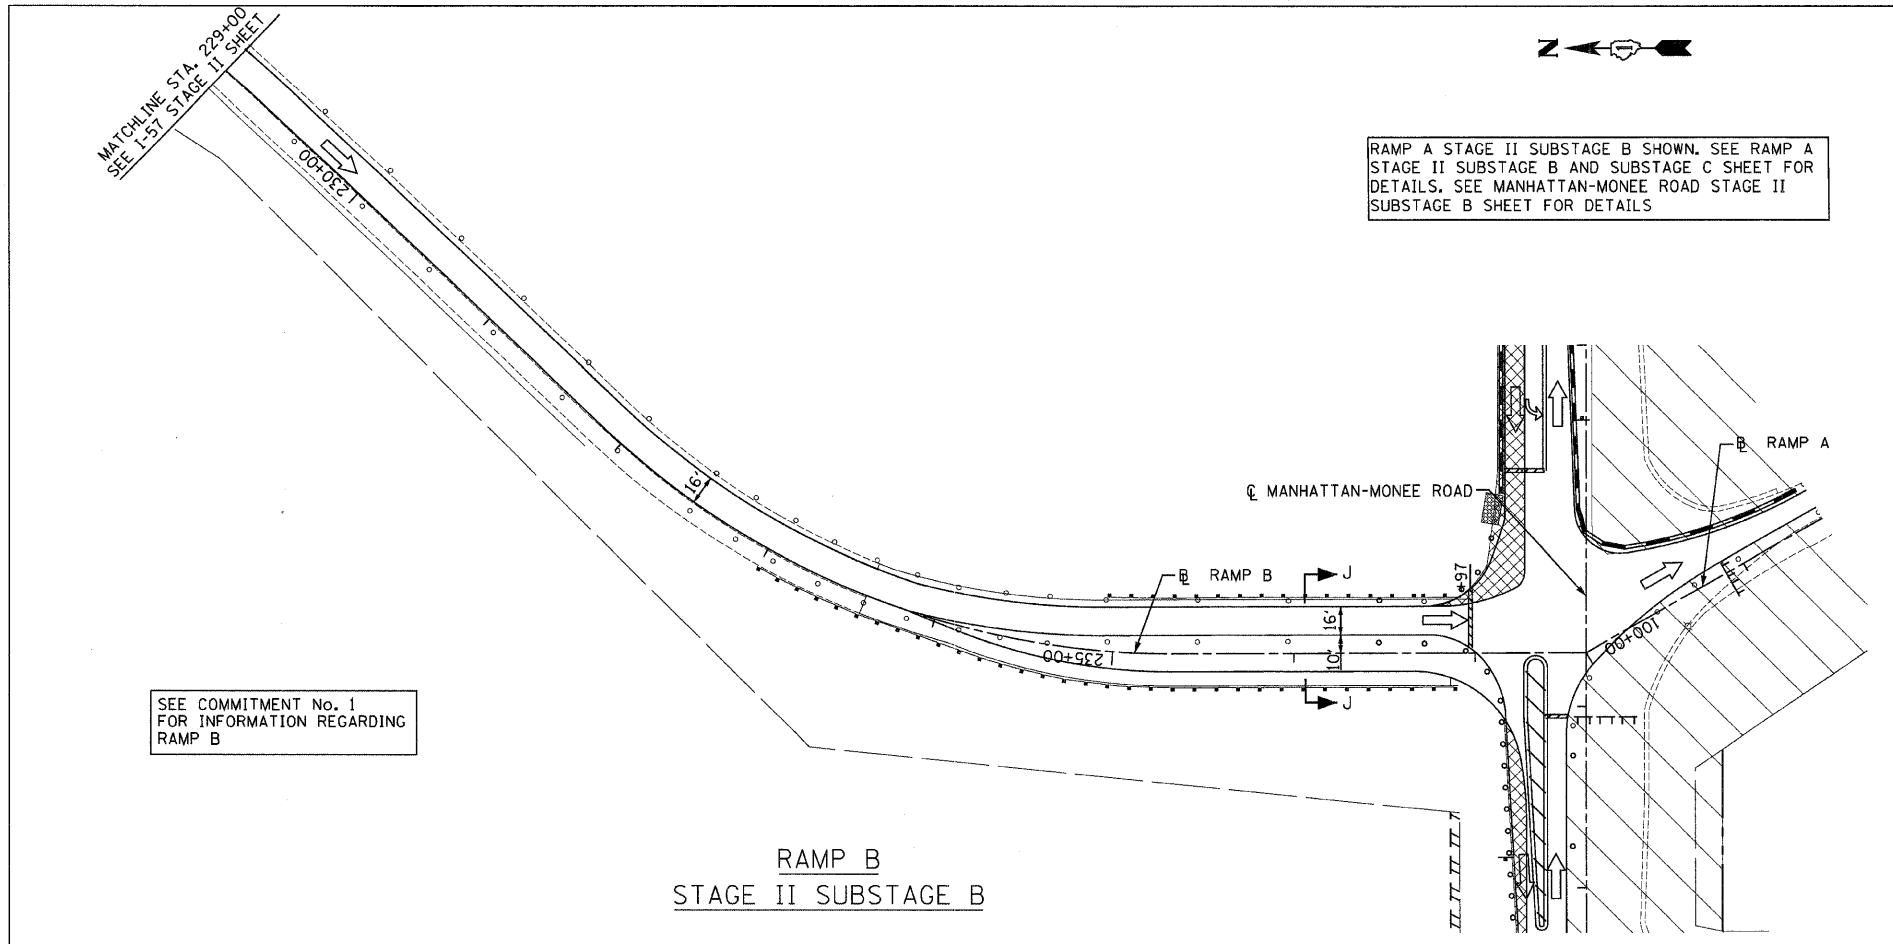 MATCHLINE STA. 229+00
SEE I-57 STAGE II SHEET
N
1
RAMP A STAGE II SUBSTAGE B SHOWN. SEE RAMP A
STAGE II SUBSTAGE B AND SUBSTAGE C SHEET FOR
DETAILS. SEE MANHATTAN-MONEE ROAD STAGE II
SUBSTAGE B SHEET FOR DETAILS
230+00
16'
℄ MANHATTAN-MONEE ROAD
B̲L̲ RAMP A
B̲L̲ RAMP B
J
+97
16'
10'
235+00
100+00
J
SEE COMMITMENT No. 1
FOR INFORMATION REGARDING
RAMP B
RAMP B
STAGE II SUBSTAGE B